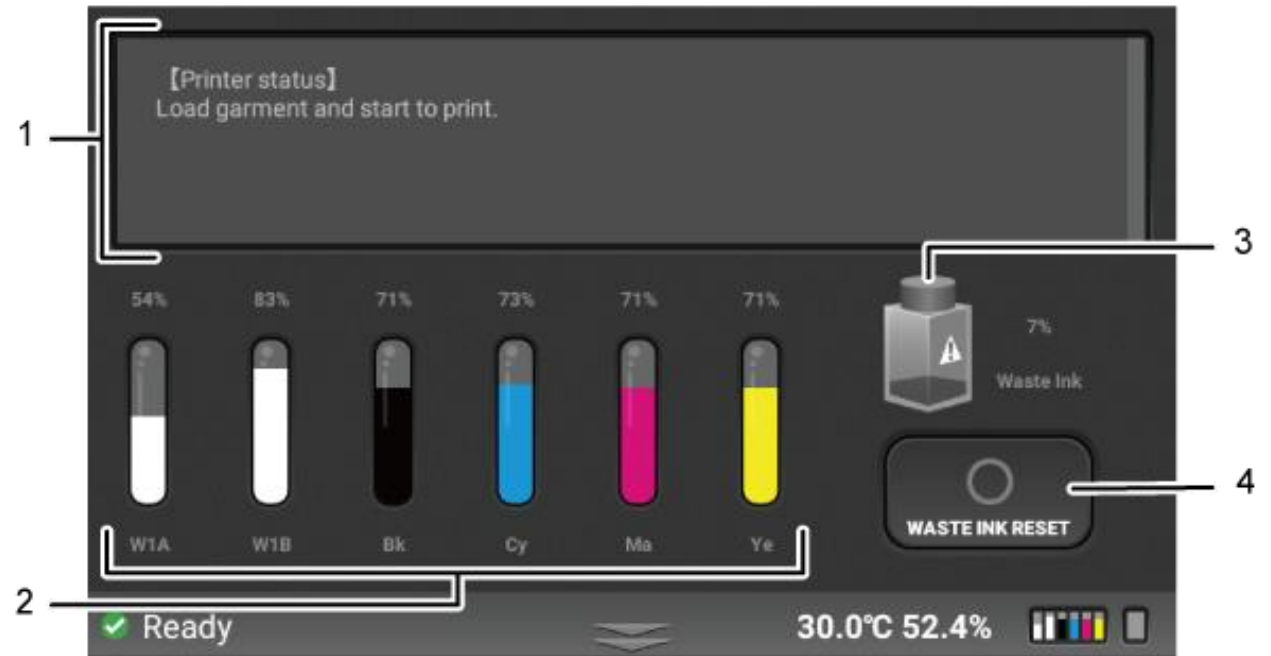 1
【Printer status】
Load garment and start to print.
3
54% 83% 71% 73% 71% 71%
7%
Waste Ink
4
WASTE INK RESET
W1A W1B Bk Cy Ma Ye
2
Ready 30.0℃ 52.4%